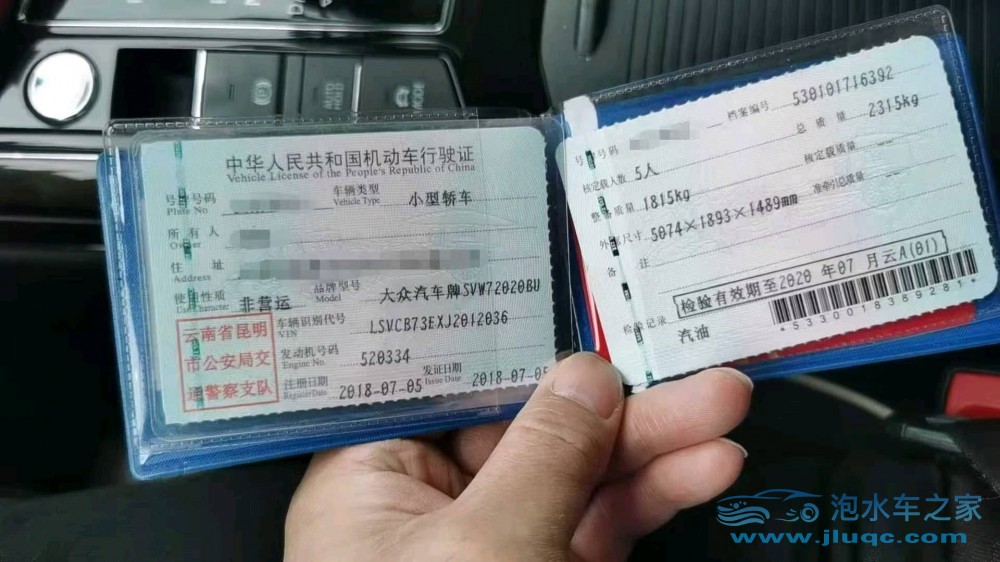 中华人民共和国机动车行驶证
Vehicle License of the People's Republic of China
号牌号码
Plate No
车辆类型 小型轿车
Vehicle Type
所有人
Owner
住址
Address
使用性质 非营运
Use Character
品牌型号 大众汽车牌SVW72020BU
Model
车辆识别代号 LSVCB73EXJ2012036
VIN
发动机号码 520334
Engine No.
注册日期 2018-07-05
Register Date
发证日期 2018-07-05
Issue Date
云南省昆明
市公安局交
通警察支队
号牌号码
档案编号 530101716392
核定载人数 5人
总质量 2315kg
整备质量 1815kg
核定载质量 --
外廓尺寸 5074×1893×1489mm
准牵引总质量 --
备注
检验有效期至2020年07月云A(01)
检验记录
汽油
*5330018389281*
泡水车之家
www.jluqc.com